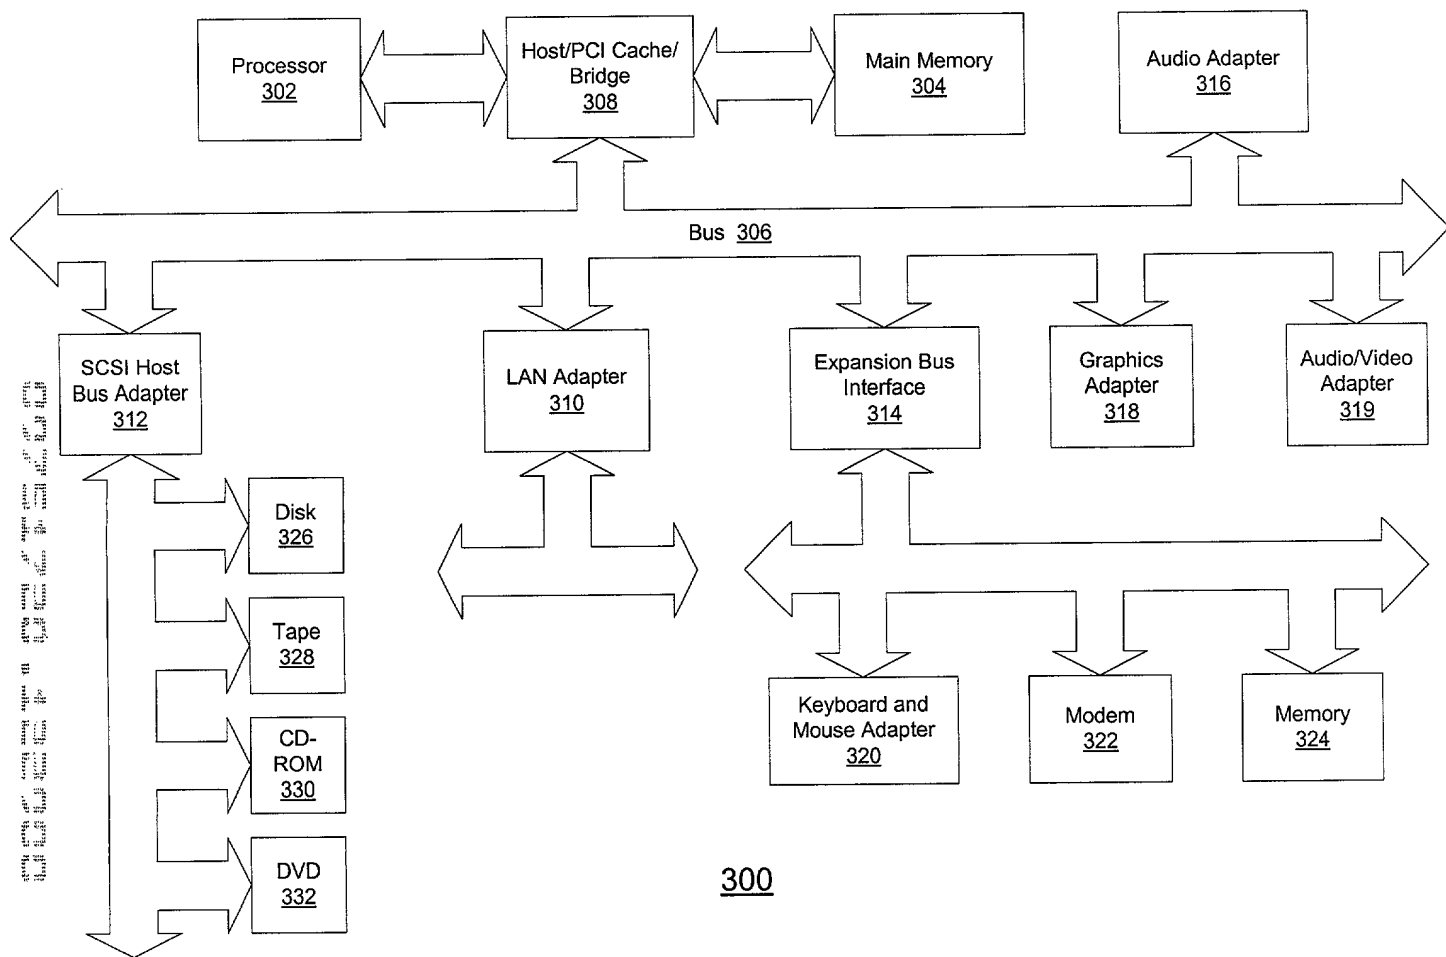 Processor
302
Host/PCI Cache/
Bridge
308
Main Memory
304
Audio Adapter
316
Bus 306
SCSI Host
Bus Adapter
312
LAN Adapter
310
Expansion Bus
Interface
314
Graphics
Adapter
318
Audio/Video
Adapter
319
Disk
326
Tape
328
CD-
ROM
330
DVD
332
Keyboard and
Mouse Adapter
320
Modem
322
Memory
324
300